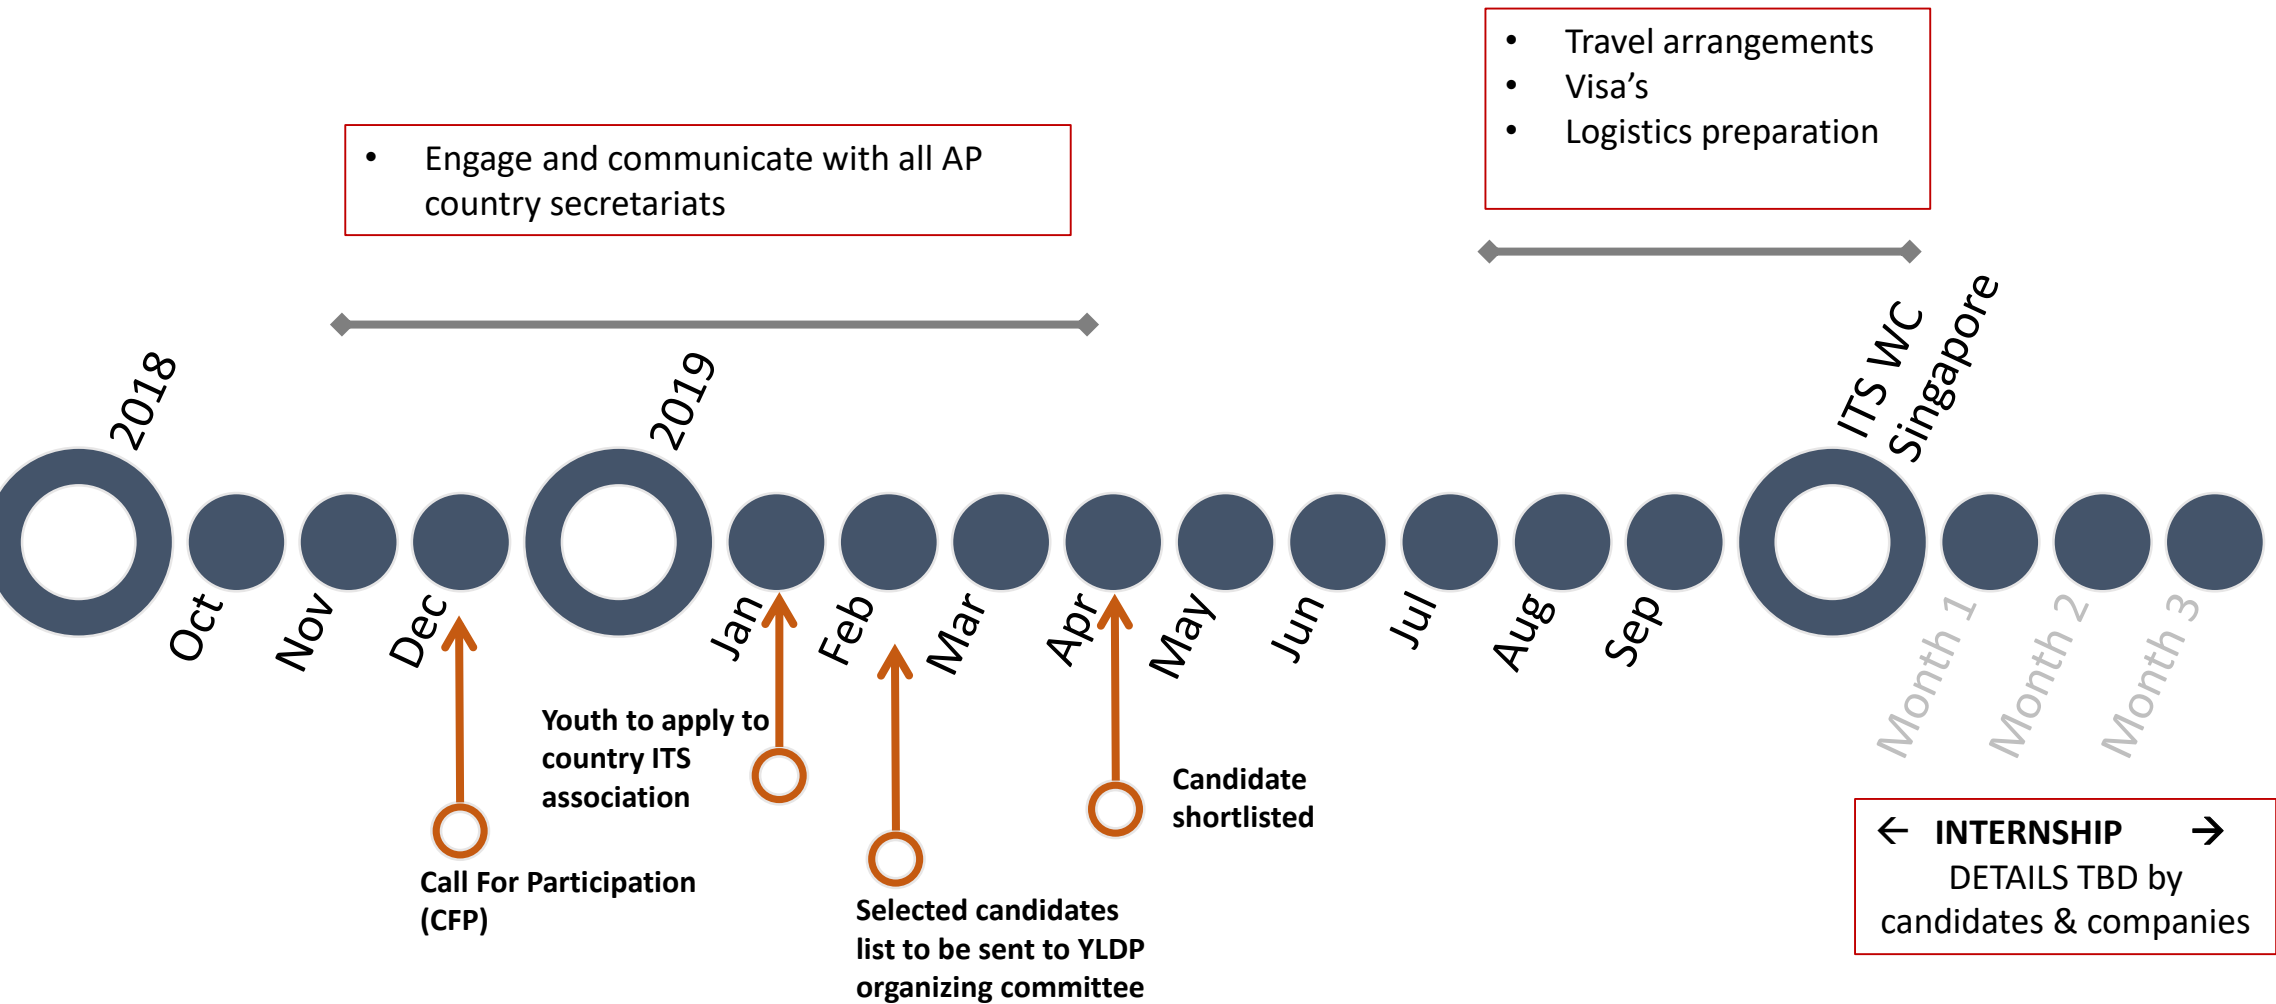 • Travel arrangements
• Visa’s
• Logistics preparation
• Engage and communicate with all AP
country secretariats
2018
2019
ITS WC
Singapore
Oct
Nov
Dec
Jan
Feb
Mar
Apr
May
Jun
Jul
Aug
Sep
Month 1
Month 2
Month 3
Call For Participation
(CFP)
Youth to apply to
country ITS
association
Selected candidates
list to be sent to YLDP
organizing committee
Candidate
shortlisted
← INTERNSHIP →
DETAILS TBD by
candidates & companies